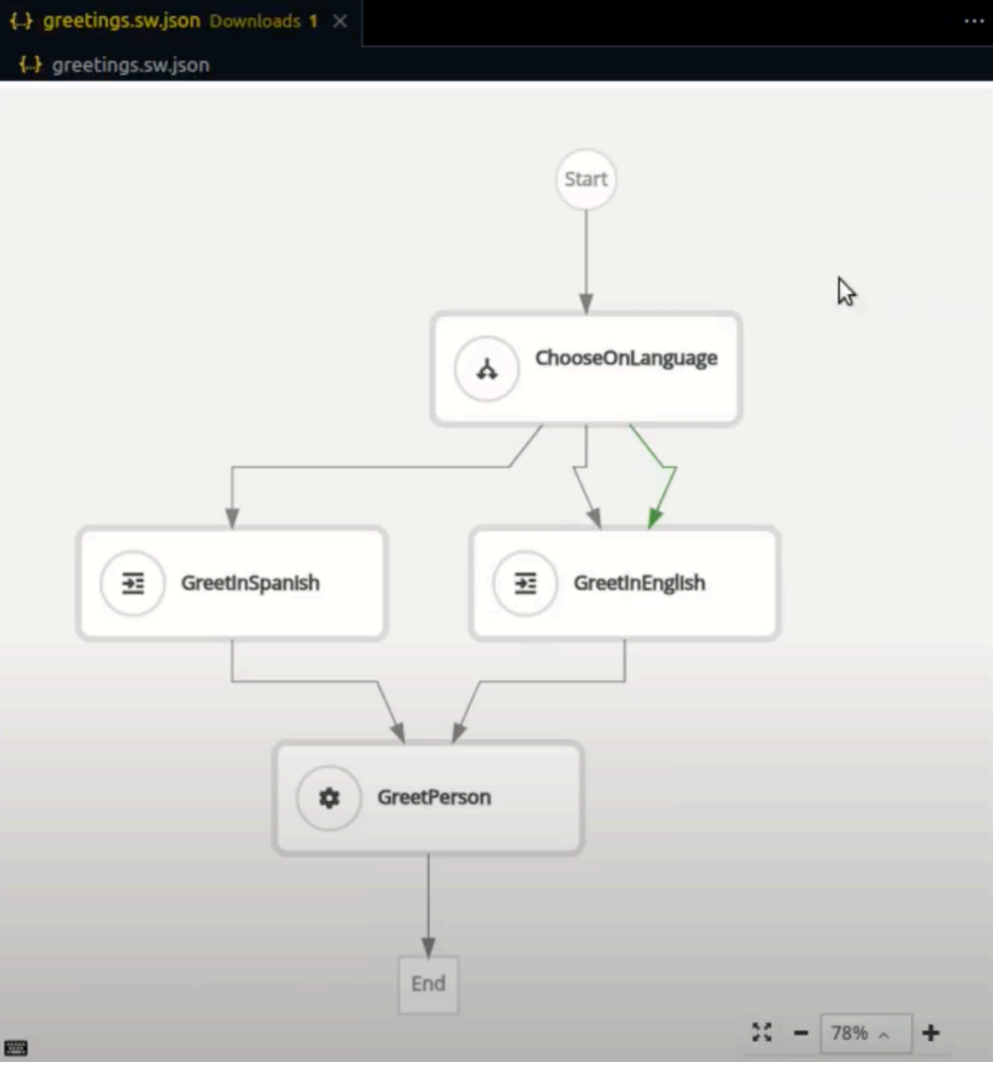 {..} greetings.sw.json Downloads 1 ×
{..} greetings.sw.json
Start
ChooseOnLanguage
GreetInSpanish
GreetInEnglish
GreetPerson
End
78%